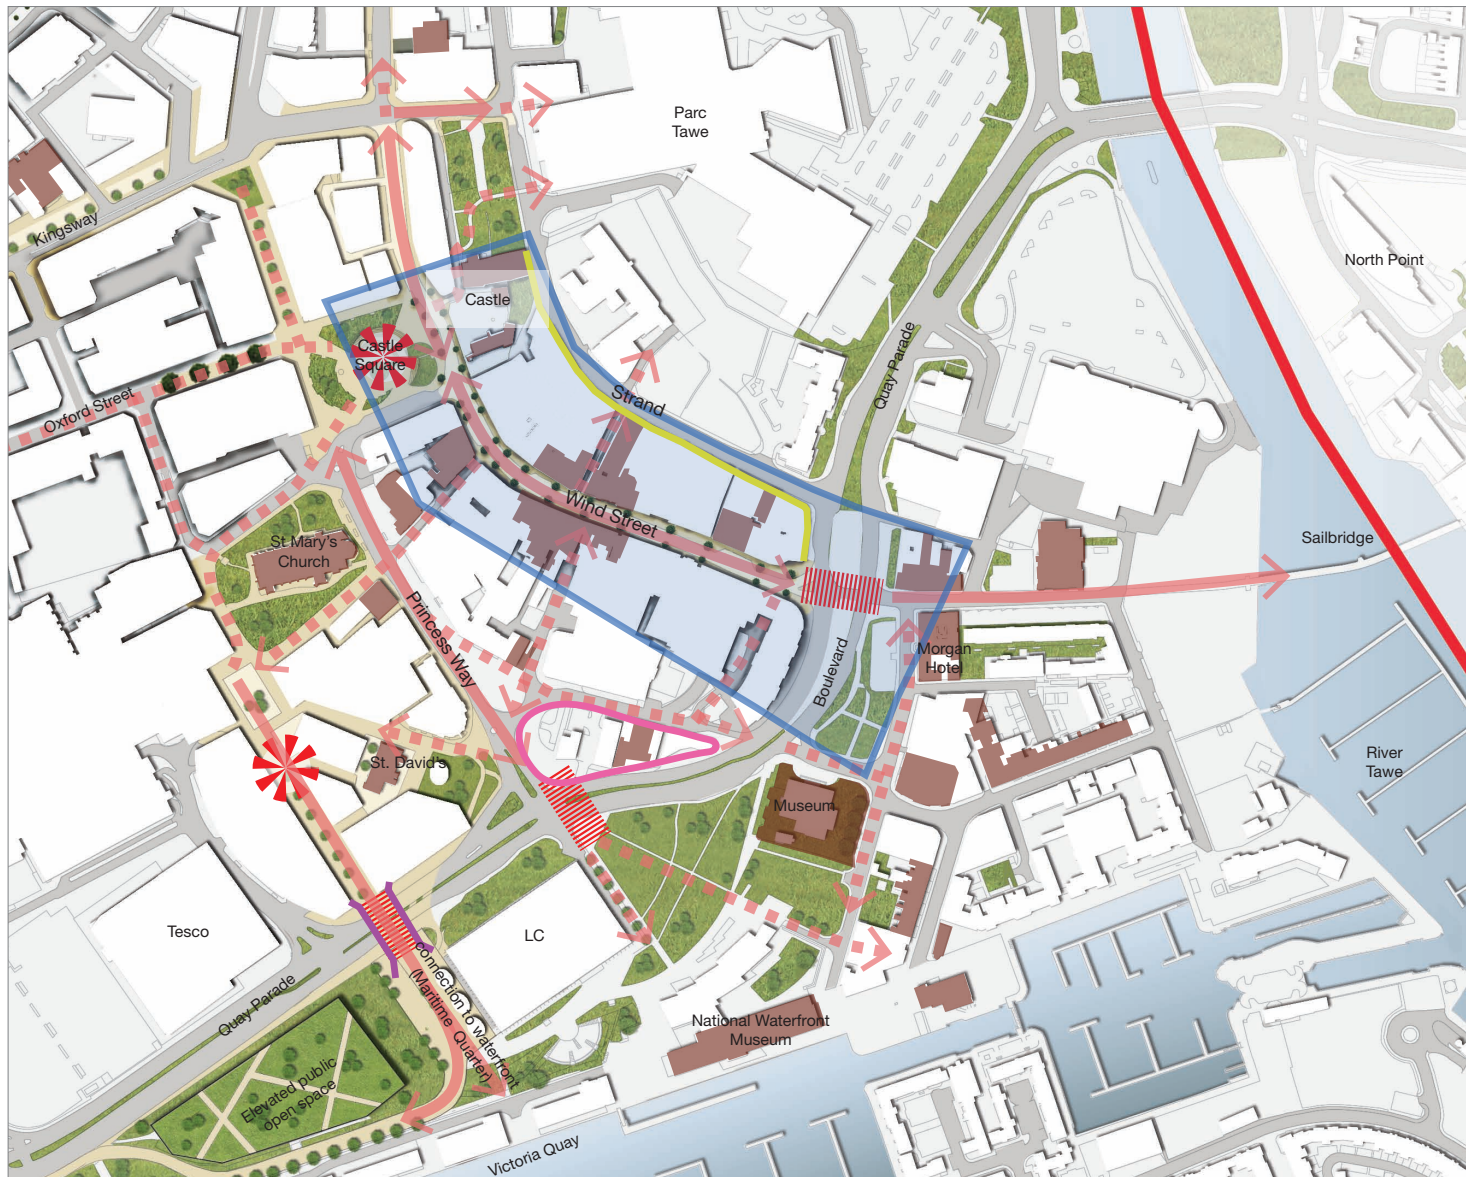 Parc
Tawe
Kingsway
North Point
Castle
Castle
Square
Quay Parade
Oxford Street
Strand
Wind Street
Sailbridge
St Mary's
Church
Princess Way
Morgan
Hotel
Boulevard
St. David's
River
Tawe
Museum
Tesco
LC
connection to waterfront
(Maritime Quarter)
Quay Parade
National Waterfront
Museum
Elevated public
open space
Victoria Quay